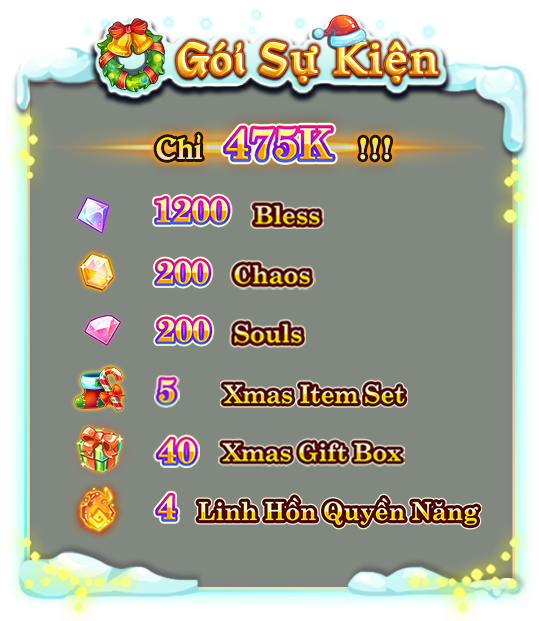 Gói Sự Kiện
Chỉ 475K !!!
1200 Bless
200 Chaos
200 Souls
5 Xmas Item Set
40 Xmas Gift Box
4 Linh Hồn Quyền Năng